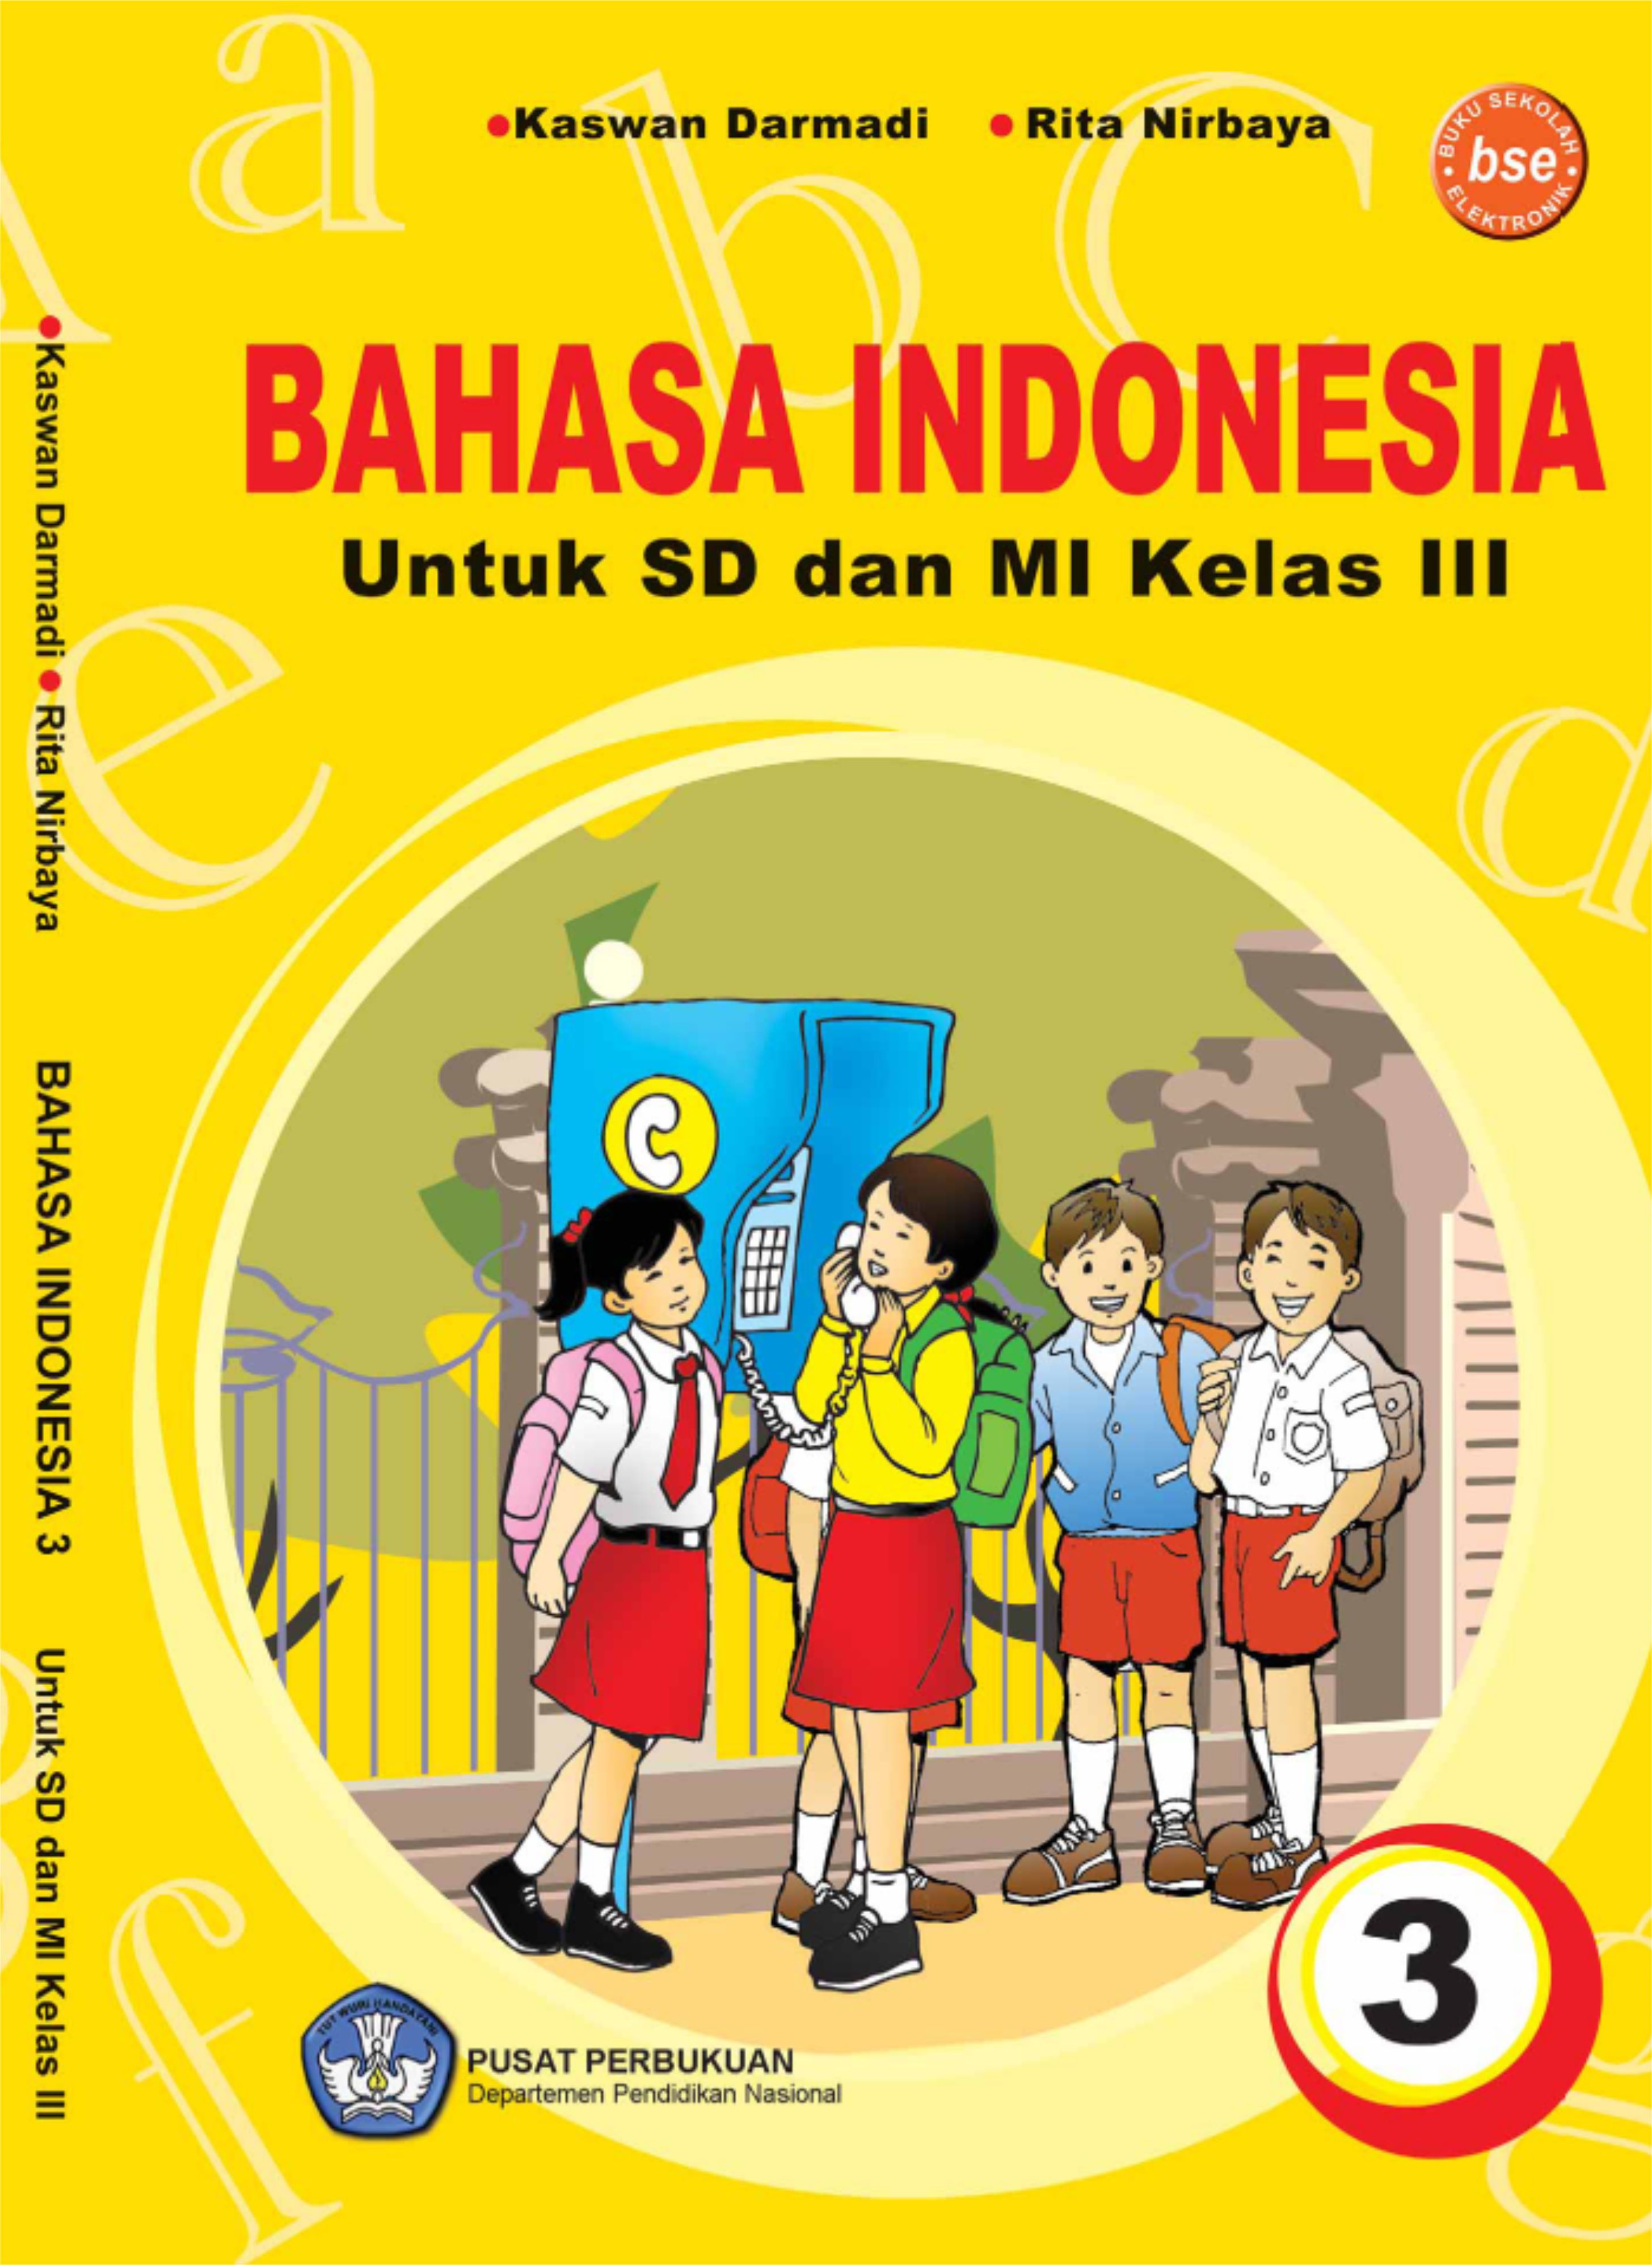 •Kaswan Darmadi •Rita Nirbaya
BUKU SEKOLAH
bse
ELEKTRONIK
BAHASA INDONESIA
Untuk SD dan MI Kelas III
•Kaswan Darmadi •Rita Nirbaya BAHASA INDONESIA 3 Untuk SD dan MI Kelas III
a
b
c
e
d
C
f
g
3
TUT WURI HANDAYANI
PUSAT PERBUKUAN
Departemen Pendidikan Nasional